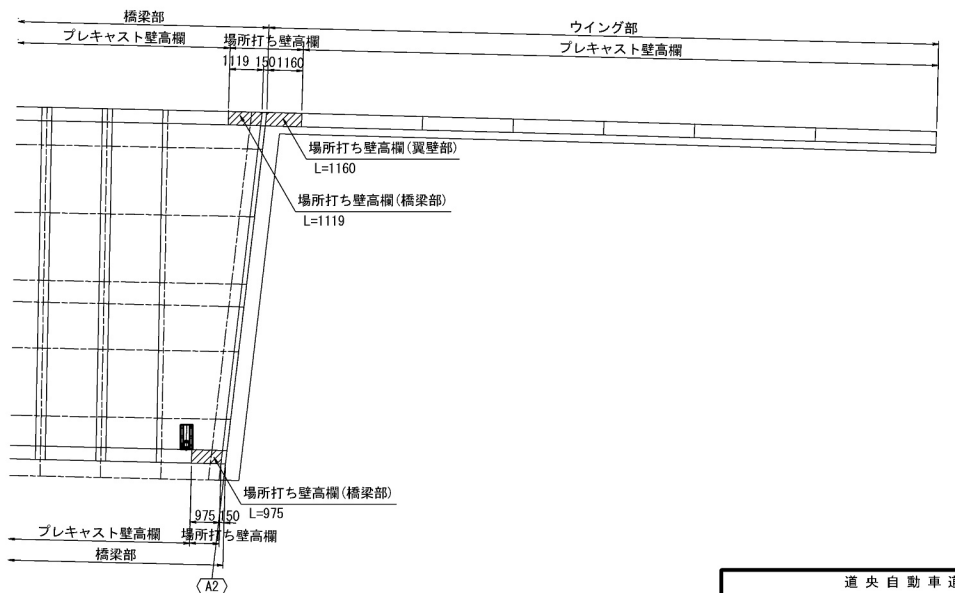 橋梁部
ウイング部
プレキャスト壁高欄
場所打ち壁高欄
プレキャスト壁高欄
1119
150
1160
場所打ち壁高欄(翼壁部)
L=1160
場所打ち壁高欄(橋梁部)
L=1119
場所打ち壁高欄(橋梁部)
L=975
975
150
プレキャスト壁高欄
場所打ち壁高欄
橋梁部
A2
道央自動車道